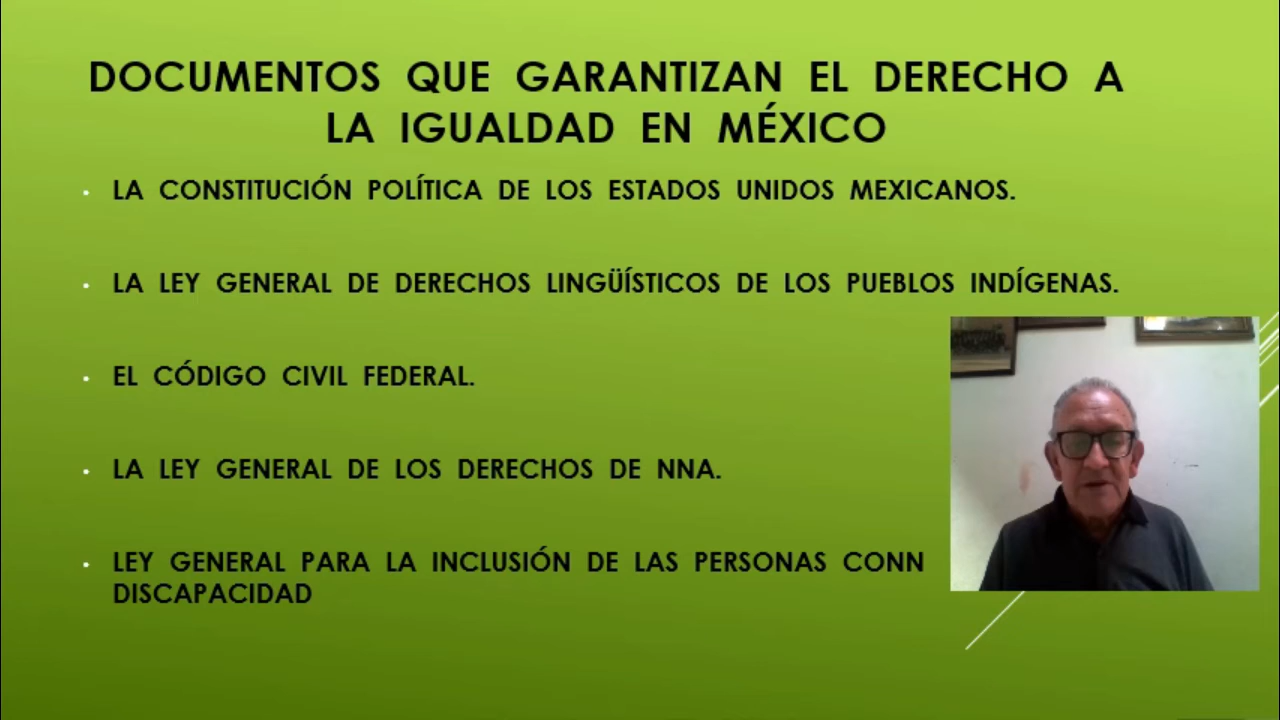 DOCUMENTOS QUE GARANTIZAN EL DERECHO A
LA IGUALDAD EN MÉXICO
• LA CONSTITUCIÓN POLÍTICA DE LOS ESTADOS UNIDOS MEXICANOS.
• LA LEY GENERAL DE DERECHOS LINGÜÍSTICOS DE LOS PUEBLOS INDÍGENAS.
• EL CÓDIGO CIVIL FEDERAL.
• LA LEY GENERAL DE LOS DERECHOS DE NNA.
• LEY GENERAL PARA LA INCLUSIÓN DE LAS PERSONAS CONN
DISCAPACIDAD